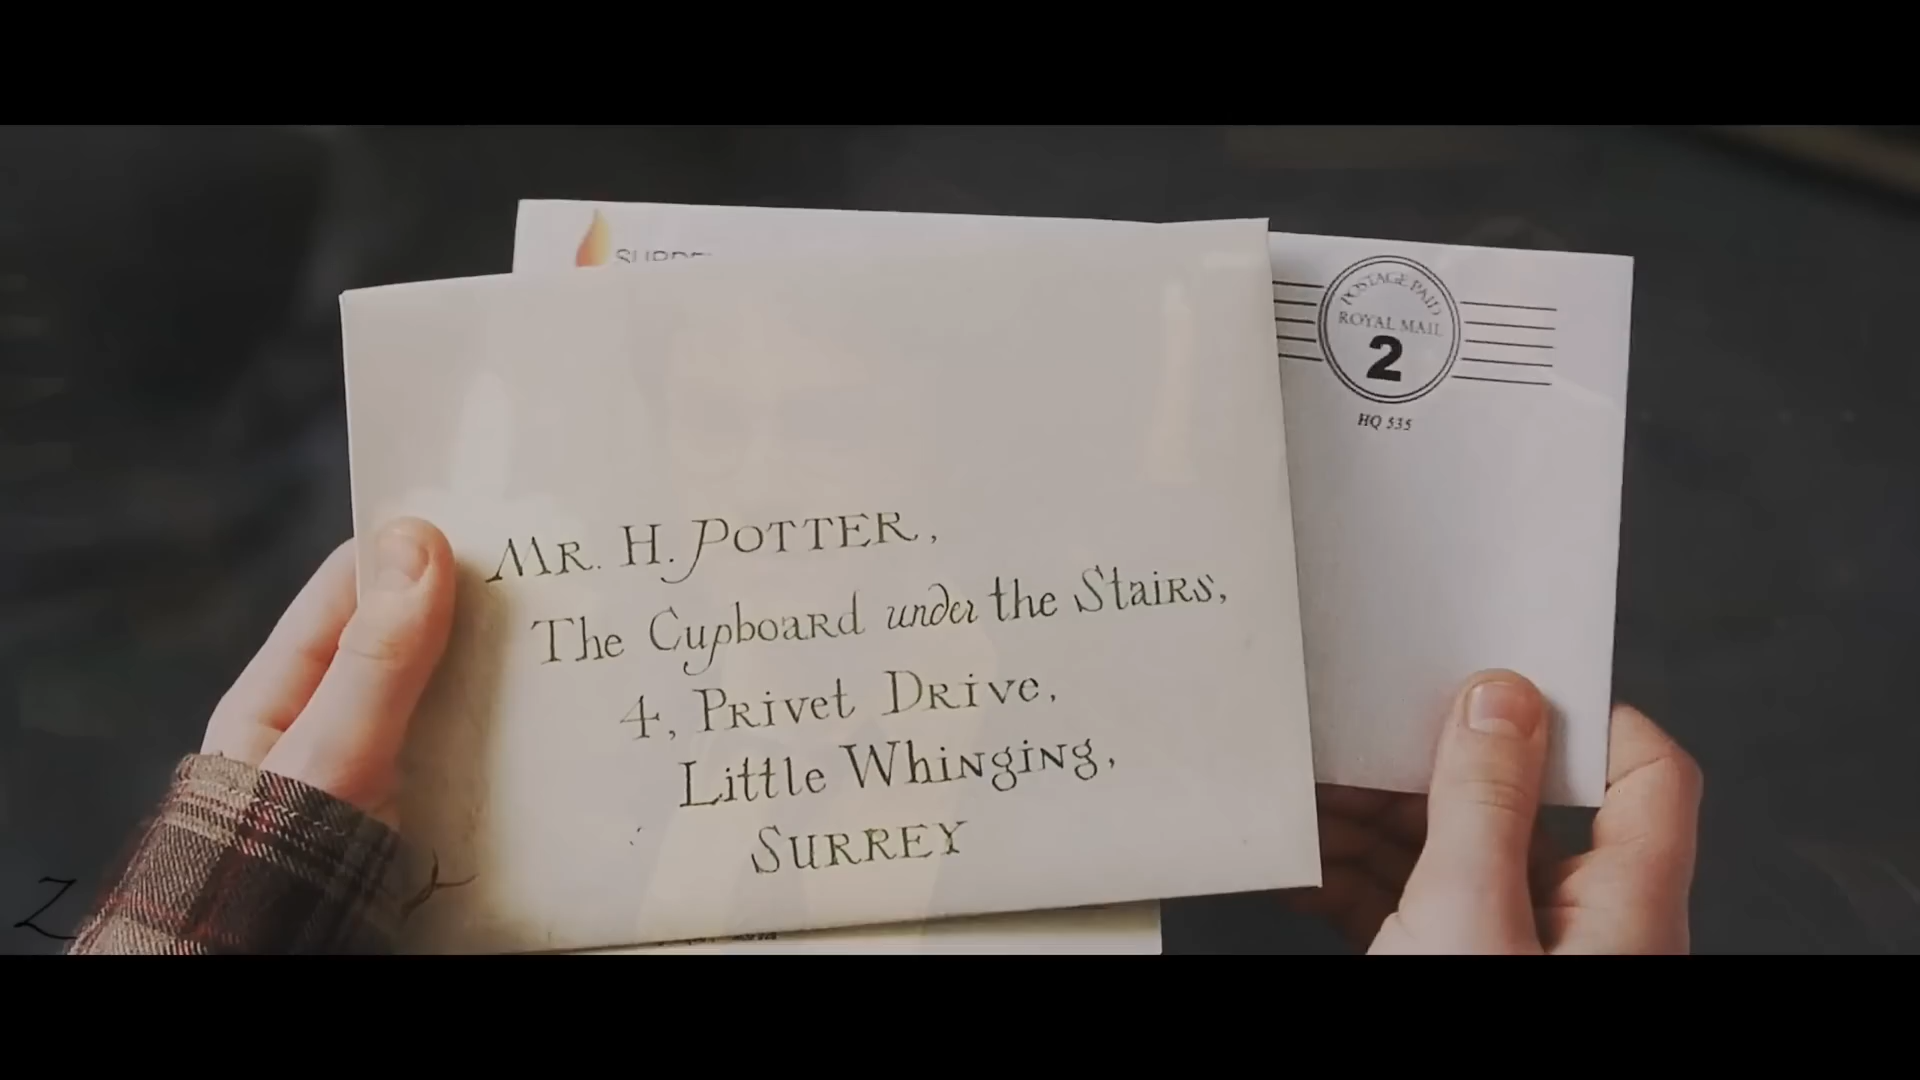 POSTAGE PAID
ROYAL MAIL
2
HQ 535
MR. H. POTTER,
The Cupboard under the Stairs,
4, Privet Drive,
Little Whinging,
SURREY